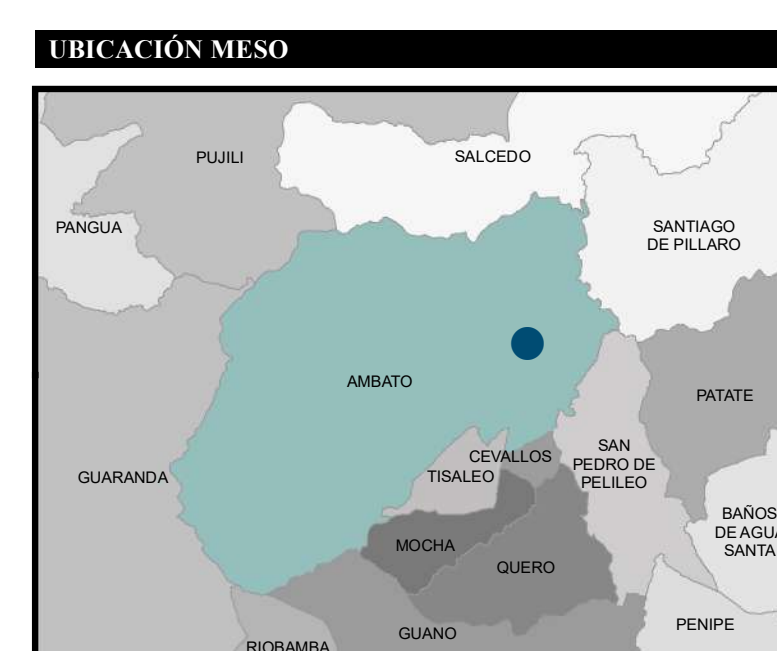 UBICACIÓN MESO
PUJILI
SALCEDO
PANGUA
SANTIAGO
DE PILLARO
AMBATO
PATATE
GUARANDA
CEVALLOS
TISALEO
SAN
PEDRO DE
PELILEO
BAÑOS
DE AGUA
SANTA
MOCHA
QUERO
PENIPE
GUANO
RIOBAMBA